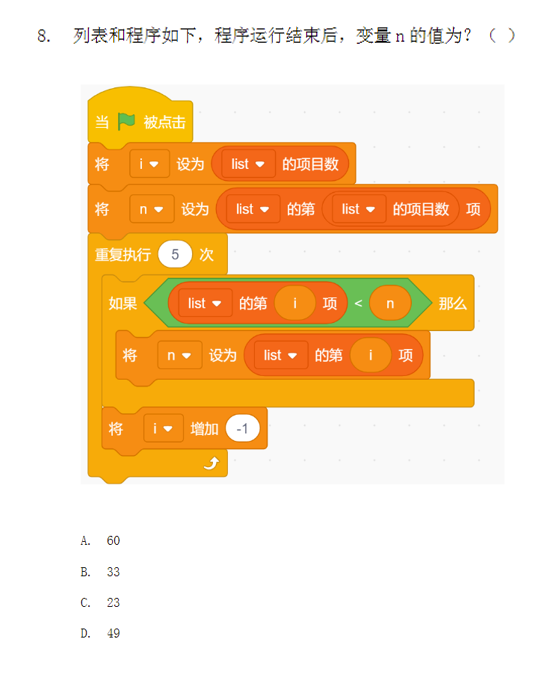 8. 列表和程序如下，程序运行结束后，变量 n 的值为？（ ）
当 被点击
将 i 设为 list 的项目数
将 n 设为 list 的第 list 的项目数 项
重复执行 5 次
如果 list 的第 i 项 < n 那么
将 n 设为 list 的第 i 项
将 i 增加 -1
A. 60
B. 33
C. 23
D. 49